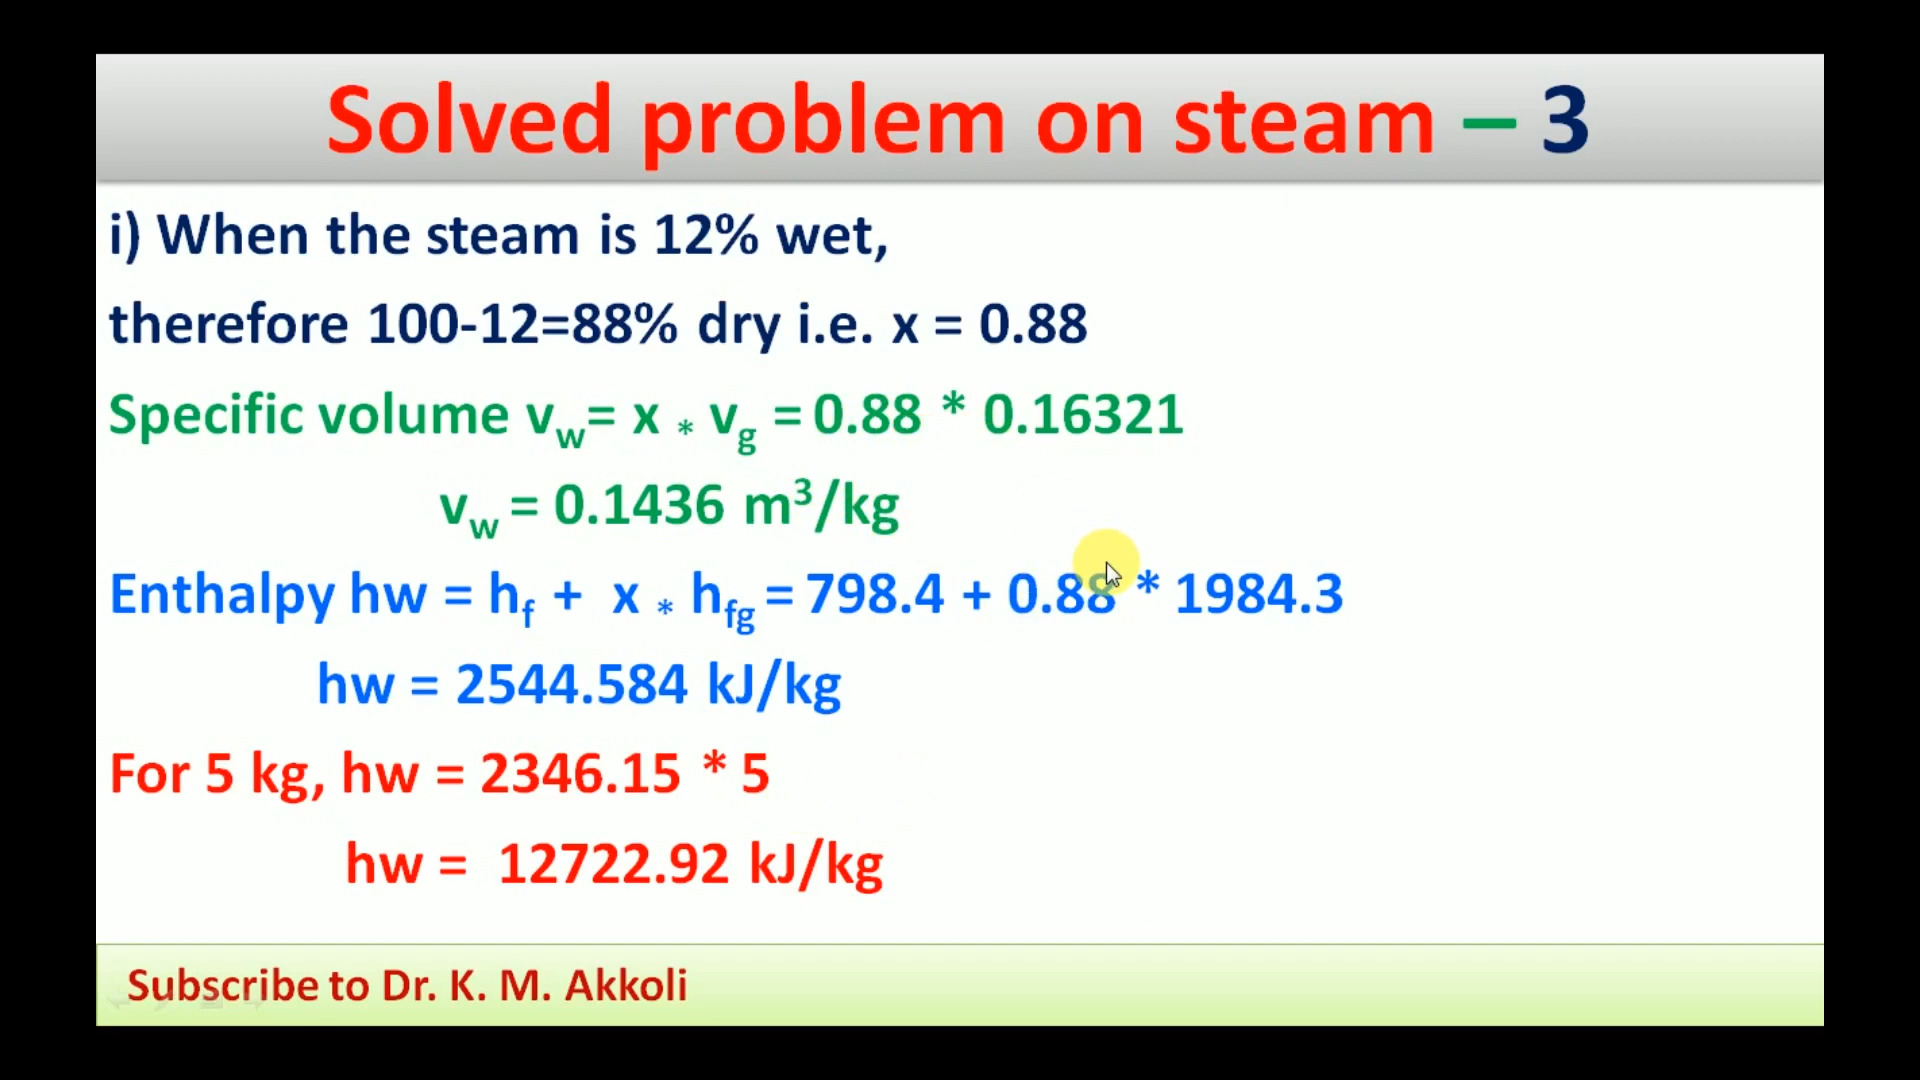 Solved problem on steam – 3
i) When the steam is 12% wet,
therefore 100-12=88% dry i.e. x = 0.88
Specific volume vw= x * vg = 0.88 * 0.16321
vw = 0.1436 m³/kg
Enthalpy hw = hf + x * hfg = 798.4 + 0.88 * 1984.3
hw = 2544.584 kJ/kg
For 5 kg, hw = 2346.15 * 5
hw = 12722.92 kJ/kg
Subscribe to Dr. K. M. Akkoli